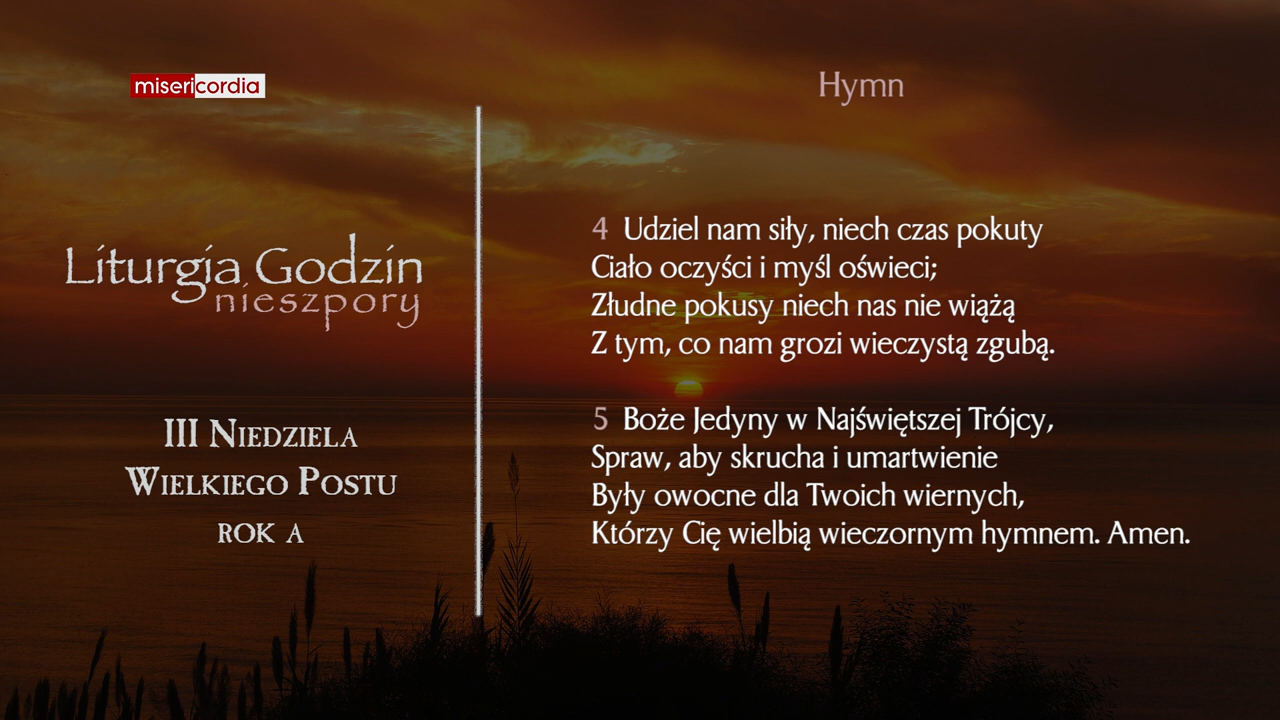 misericordia
Liturgia Godzin
nieszpory
III Niedziela
Wielkiego Postu
rok A
Hymn
4 Udziel nam siły, niech czas pokuty
Ciało oczyści i myśl oświeci;
Złudne pokusy niech nas nie wiążą
Z tym, co nam grozi wieczystą zgubą.
5 Boże Jedyny w Najświętszej Trójcy,
Spraw, aby skrucha i umartwienie
Były owocne dla Twoich wiernych,
Którzy Cię wielbią wieczornym hymnem. Amen.